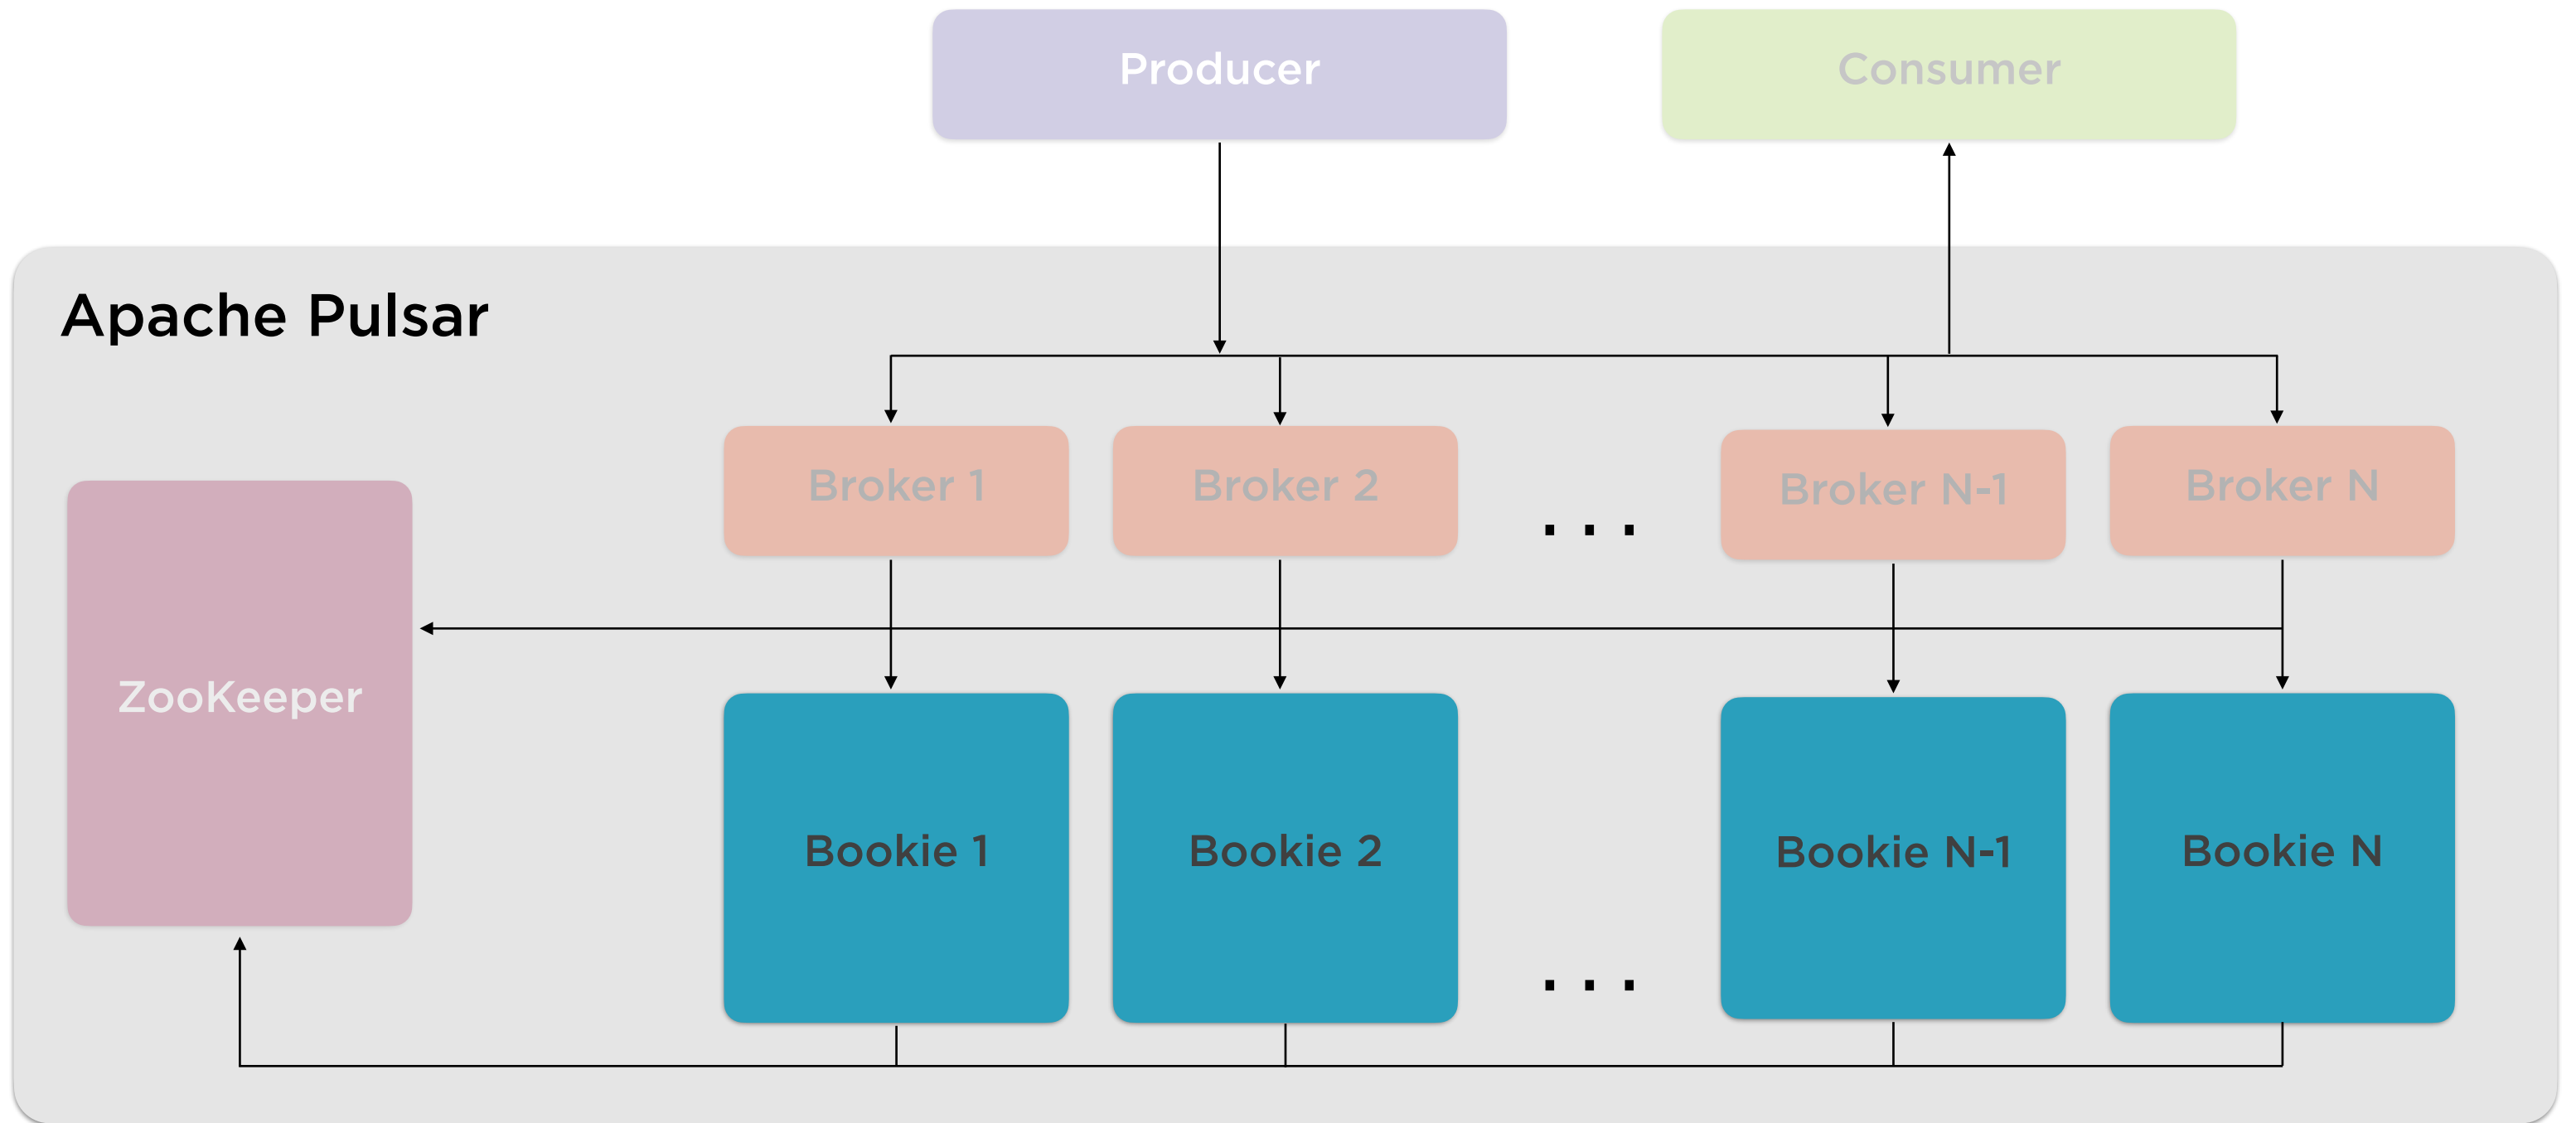 Producer
Consumer
Apache Pulsar
Broker 1
Broker 2
. . .
Broker N-1
Broker N
ZooKeeper
Bookie 1
Bookie 2
. . .
Bookie N-1
Bookie N